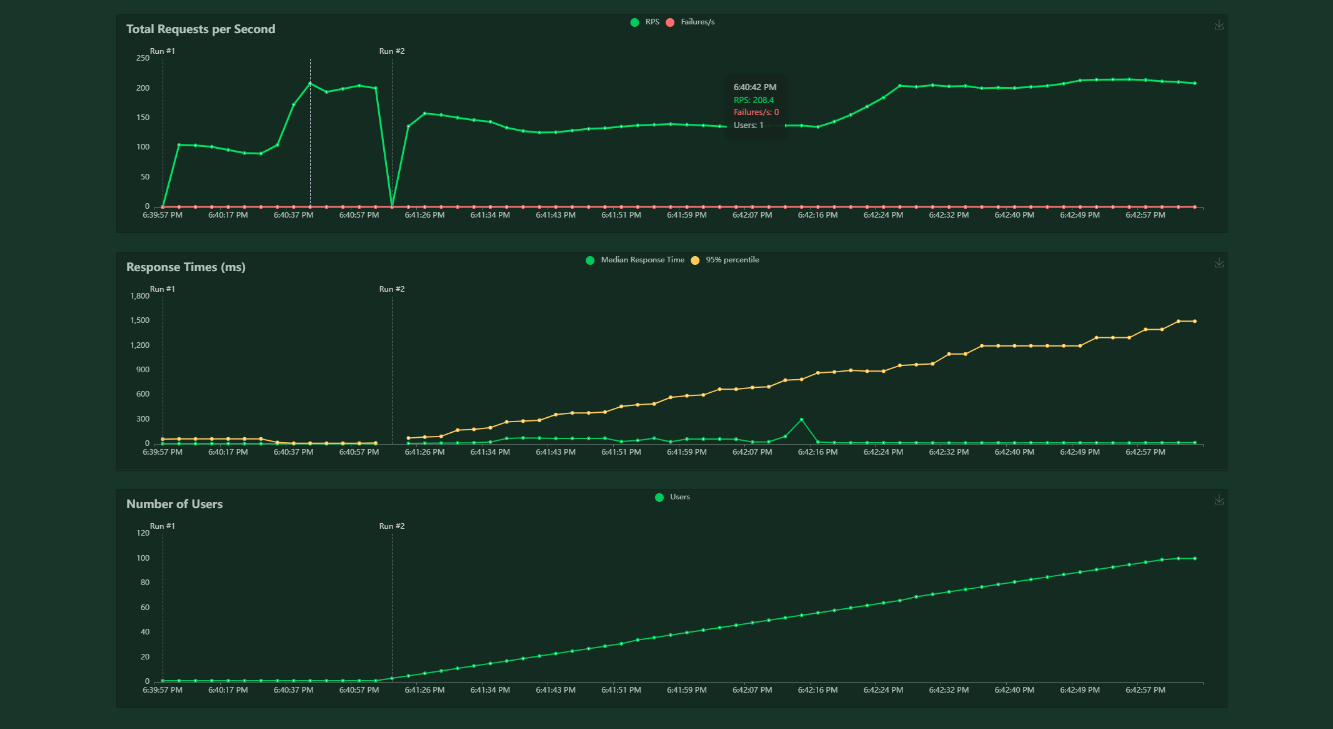 Total Requests per Second
RPS Failures/s
Run #1 Run #2
250
200
150
100
50
0
6:40:42 PM
RPS: 208.4
Failures/s: 0
Users: 1
6:39:57 PM 6:40:17 PM 6:40:37 PM 6:40:57 PM 6:41:26 PM 6:41:34 PM 6:41:43 PM 6:41:51 PM 6:41:59 PM 6:42:07 PM 6:42:16 PM 6:42:24 PM 6:42:32 PM 6:42:40 PM 6:42:49 PM 6:42:57 PM
Response Times (ms)
Median Response Time 95% percentile
Run #1 Run #2
1,800
1,500
1,200
900
600
300
0
6:39:57 PM 6:40:17 PM 6:40:37 PM 6:40:57 PM 6:41:26 PM 6:41:34 PM 6:41:43 PM 6:41:51 PM 6:41:59 PM 6:42:07 PM 6:42:16 PM 6:42:24 PM 6:42:32 PM 6:42:40 PM 6:42:49 PM 6:42:57 PM
Number of Users
Users
Run #1 Run #2
120
100
80
60
40
20
0
6:39:57 PM 6:40:17 PM 6:40:37 PM 6:40:57 PM 6:41:26 PM 6:41:34 PM 6:41:43 PM 6:41:51 PM 6:41:59 PM 6:42:07 PM 6:42:16 PM 6:42:24 PM 6:42:32 PM 6:42:40 PM 6:42:49 PM 6:42:57 PM